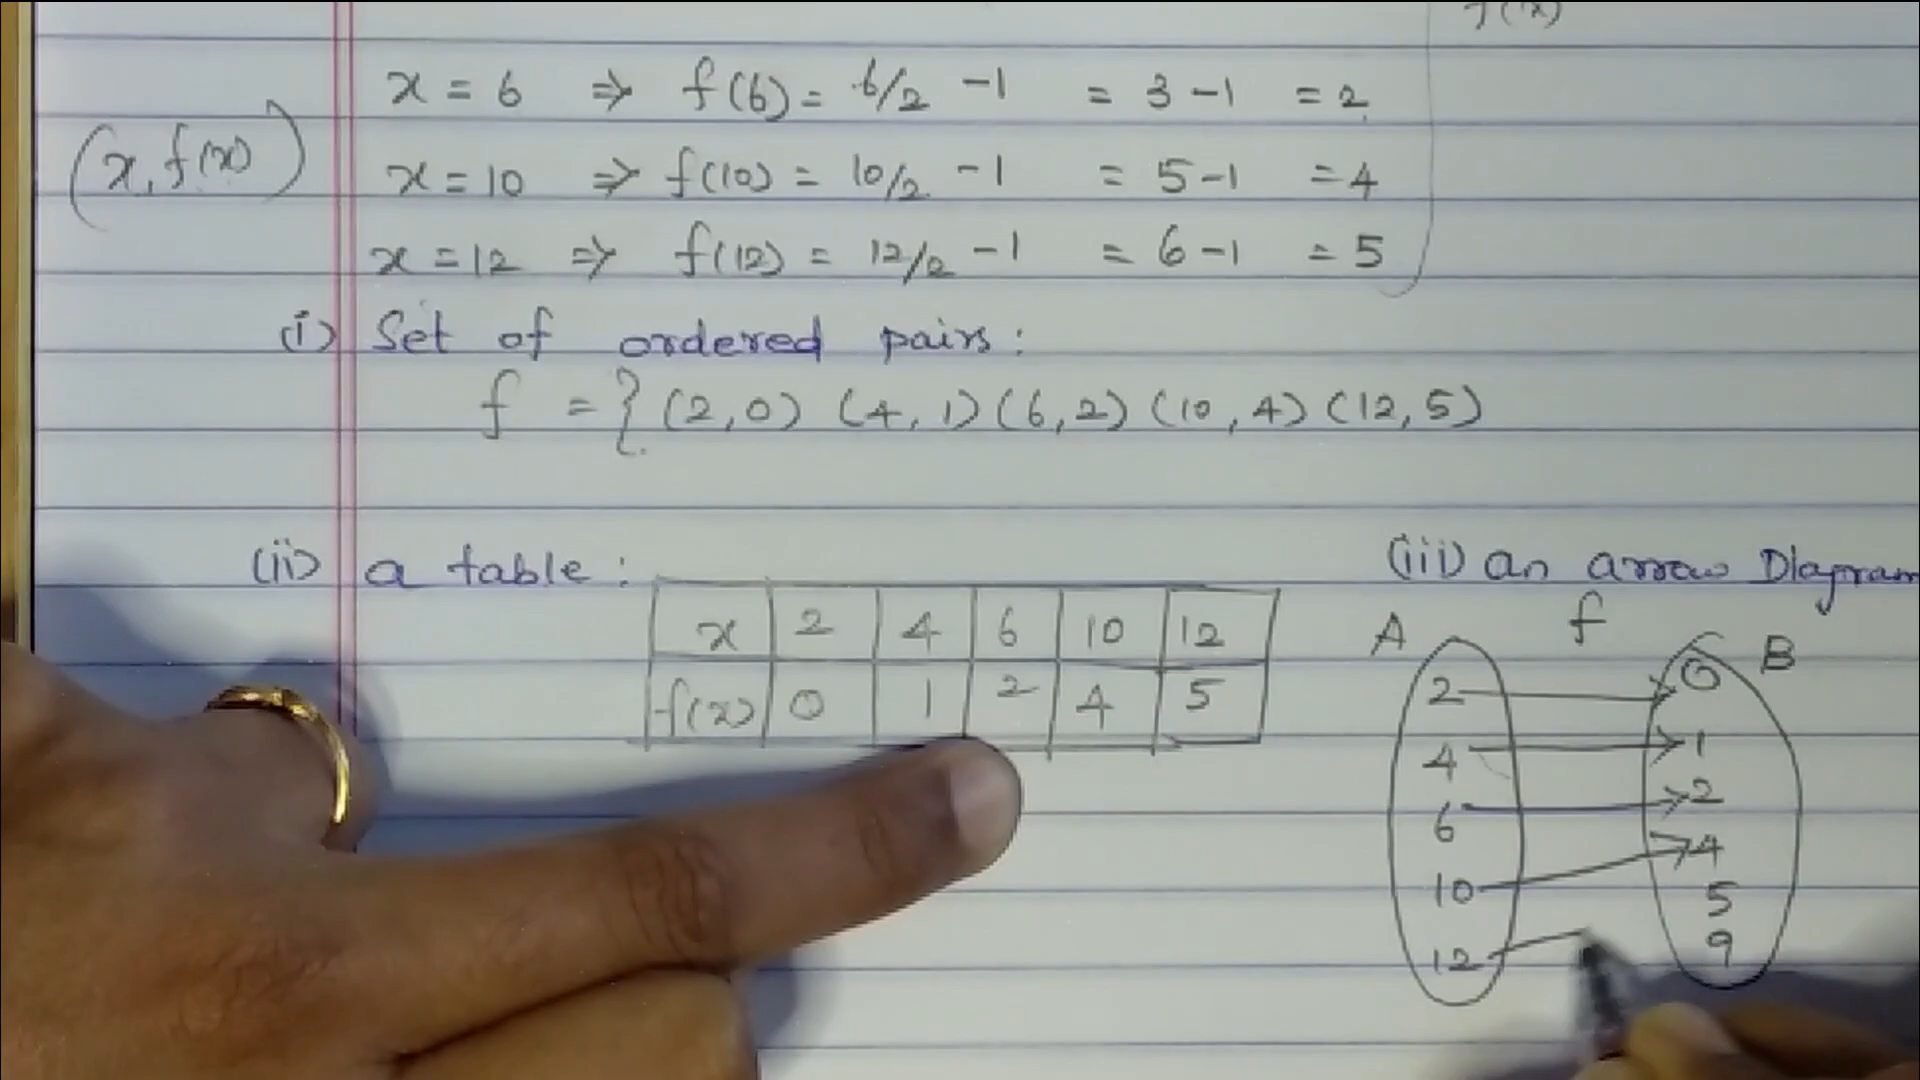 f(x)
x = 6 ⇒ f(6) = 6/2 - 1 = 3 - 1 = 2
(x, f(x))
x = 10 ⇒ f(10) = 10/2 - 1 = 5 - 1 = 4
x = 12 ⇒ f(12) = 12/2 - 1 = 6 - 1 = 5
(i) Set of ordered pairs:
f = { (2,0) (4,1) (6,2) (10,4) (12,5)
(ii) a table:
x 2 4 6 10 12
f(x) 0 1 2 4 5
(iii) an arrow Diagram
A f B
2 0
4 1
6 2
10 4
5
12 9